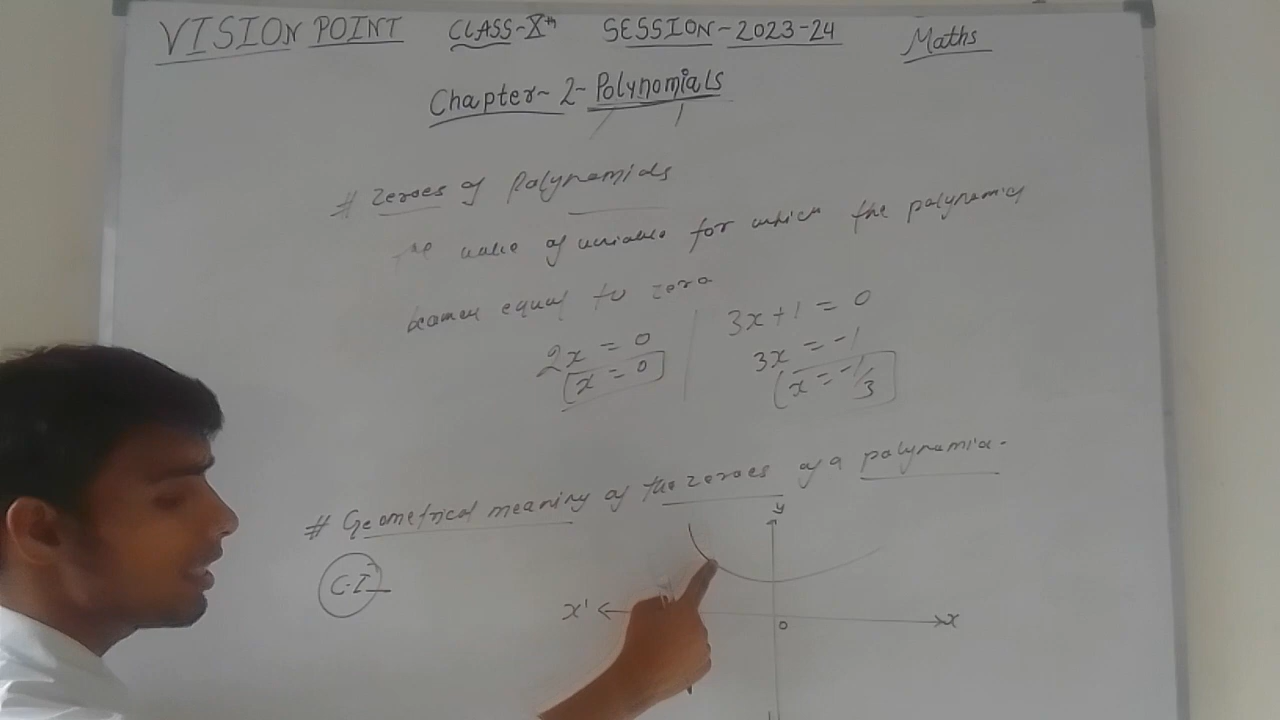 VISION POINT CLASS-Xth SESSION-2023-24 Maths
Chapter-2-Polynomials
# Zeroes of Polynomials
value of variable for which the polynomial
equal to zero
2x = 0
x = 0
3x+1 = 0
3x = -1
x = -1/3
# Geometrical meaning of the zeroes of a polynomia-
C-I
y
x' x
0